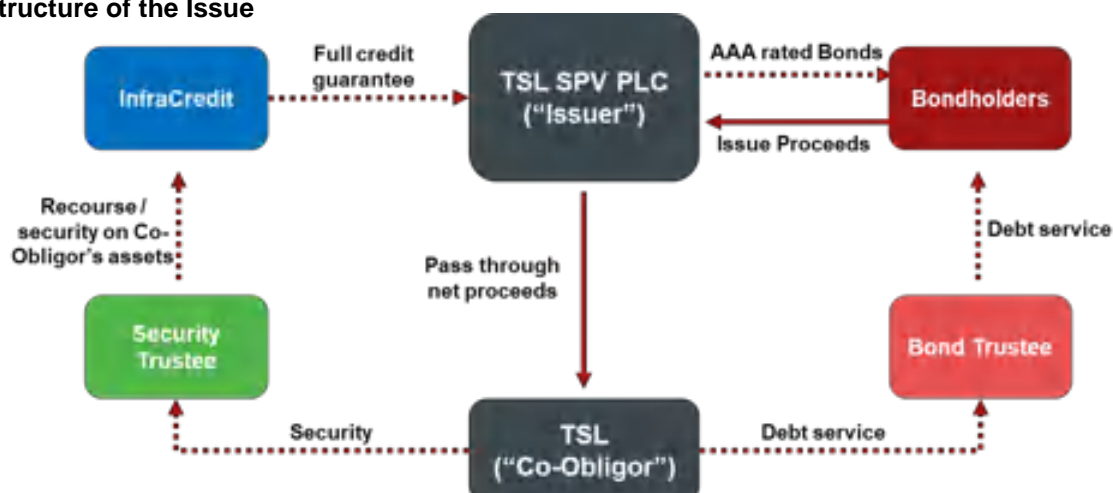 tructure of the Issue
Full credit
guarantee
AAA rated Bonds
InfraCredit
TSL SPV PLC
("Issuer")
Bondholders
Issue Proceeds
Recourse /
security on Co-
Obligor's assets
Debt service
Pass through
net proceeds
Security
Trustee
Bond Trustee
Security
TSL
("Co-Obligor")
Debt service